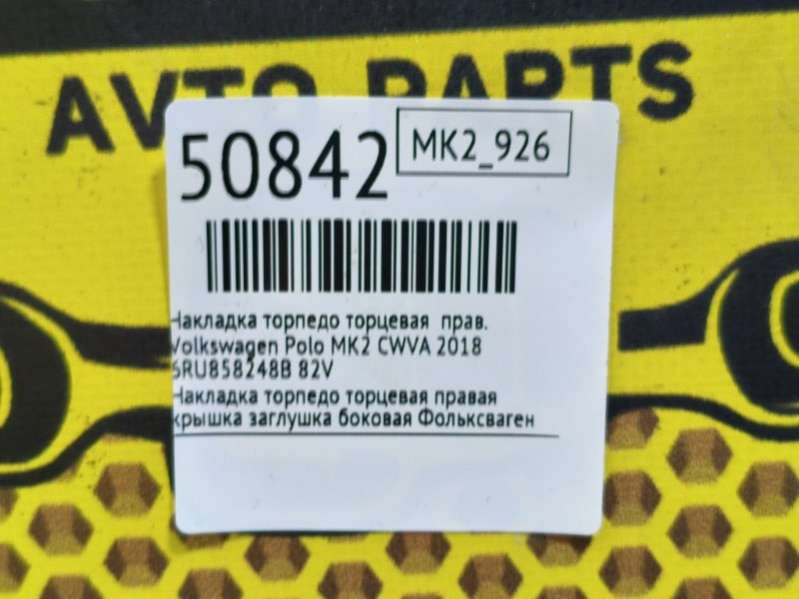 AVTO PARTS
50842
MK2_926
Накладка торпедо торцевая прав.
Volkswagen Polo MK2 CWVA 2018
6RU858248B 82V
Накладка торпедо торцевая правая
крышка заглушка боковая Фольксваген